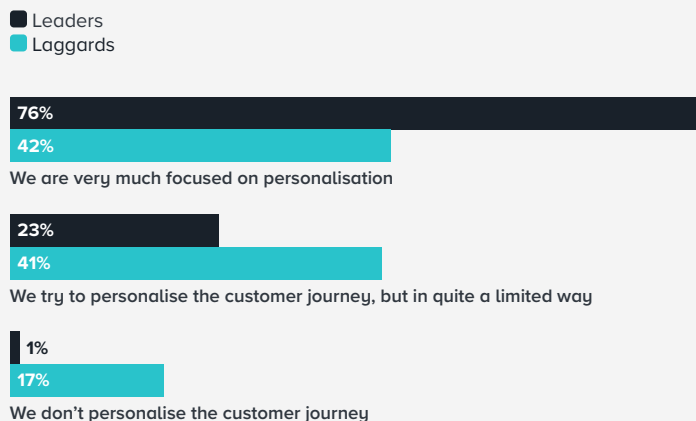 Leaders
Laggards
76%
42%
We are very much focused on personalisation
23%
41%
We try to personalise the customer journey, but in quite a limited way
1%
17%
We don’t personalise the customer journey